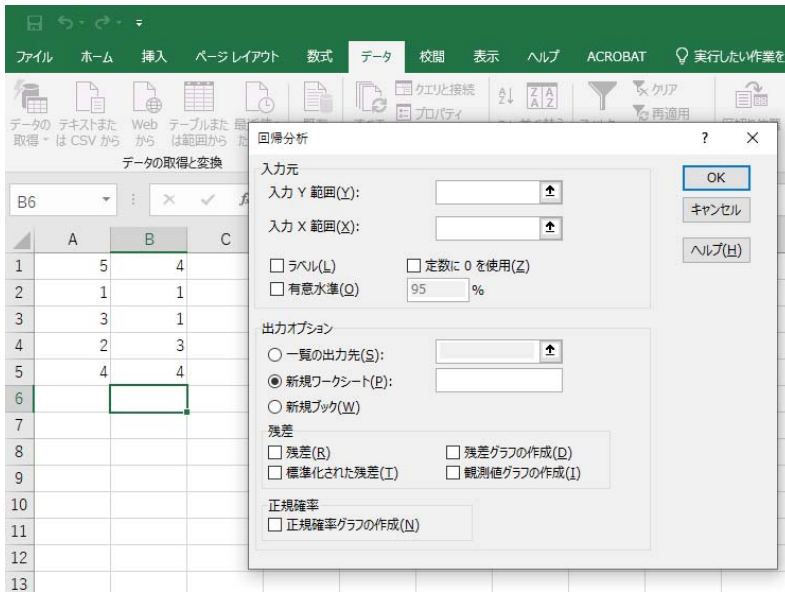 ファイル ホーム 挿入 ページ レイアウト 数式 データ 校閲 表示 ヘルプ ACROBAT 実行したい作業を
データの テキストまた Web テーブルまた 最近
クエリと接続 クリア
プロパティ 再適用
取得 は CSV から から は範囲から た
データの取得と変換
B6
回帰分析 ? ×
入力元
入力 Y 範囲(Y):
入力 X 範囲(X):
ラベル(L) 定数に 0 を使用(Z)
有意水準(O) 95 %
OK
キャンセル
ヘルプ(H)
出力オプション
一覧の出力先(S):
新規ワークシート(P):
新規ブック(W)
残差
残差(R) 残差グラフの作成(D)
標準化された残差(T) 観測値グラフの作成(I)
正規確率
正規確率グラフの作成(N)
A B C
1 5 4
2 1 1
3 3 1
4 2 3
5 4 4
6
7
8
9
10
11
12
13